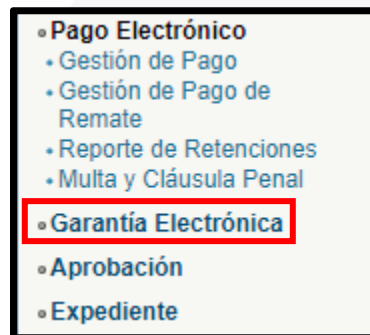 Pago Electrónico
Gestión de Pago
Gestión de Pago de
Remate
Reporte de Retenciones
Multa y Cláusula Penal
Garantía Electrónica
Aprobación
Expediente